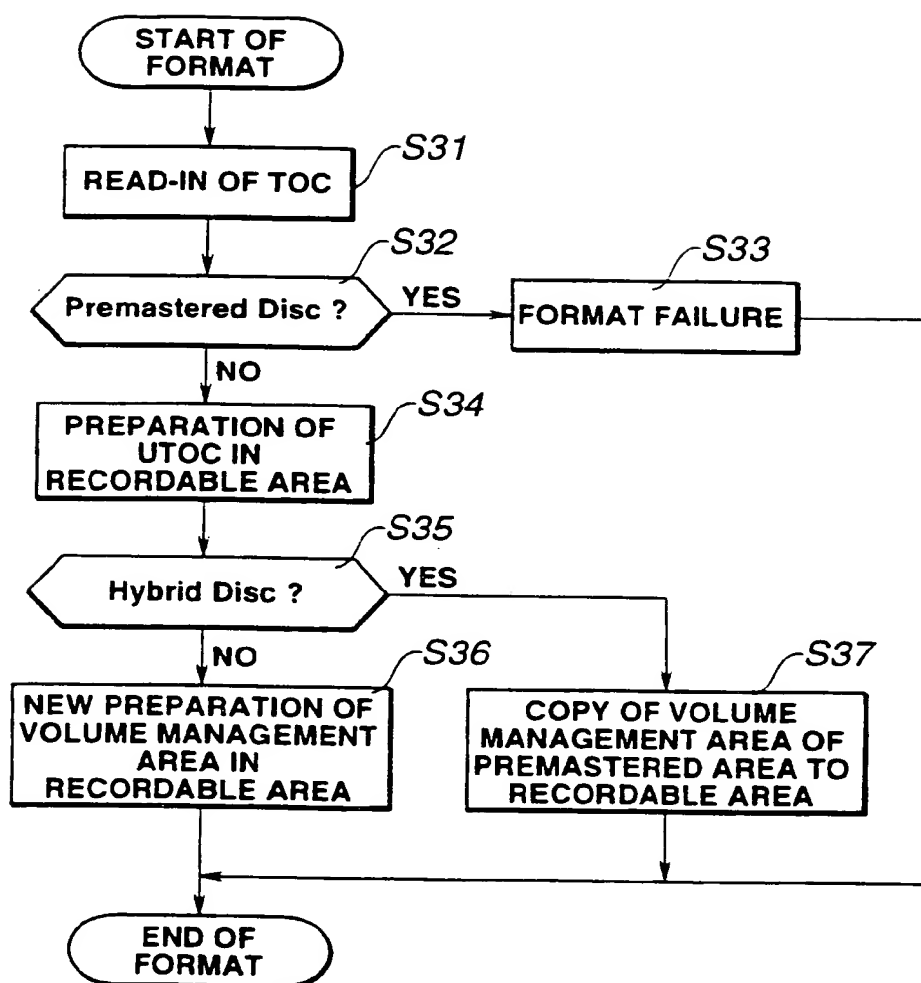 START OF
FORMAT
S31
READ-IN OF TOC
S32
Premastered Disc ?
YES
S33
FORMAT FAILURE
NO
S34
PREPARATION OF
UTOC IN
RECORDABLE AREA
S35
Hybrid Disc ?
YES
NO
S36
NEW PREPARATION OF
VOLUME MANAGEMENT
AREA IN
RECORDABLE AREA
S37
COPY OF VOLUME
MANAGEMENT AREA OF
PREMASTERED AREA TO
RECORDABLE AREA
END OF
FORMAT